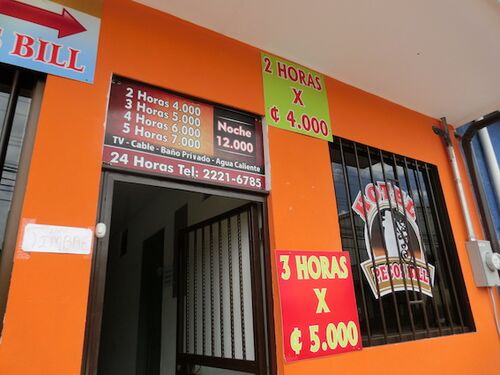 BILL
2 Horas 4.000
3 Horas 5.000
4 Horas 6.000
5 Horas 7.000
Noche
12.000
TV - Cable - Baño Privado - Agua Caliente
24 Horas Tel: 2221-6785
2 HORAS
X
₡ 4.000
HOTEL
3 HORAS
X
₡ 5.000